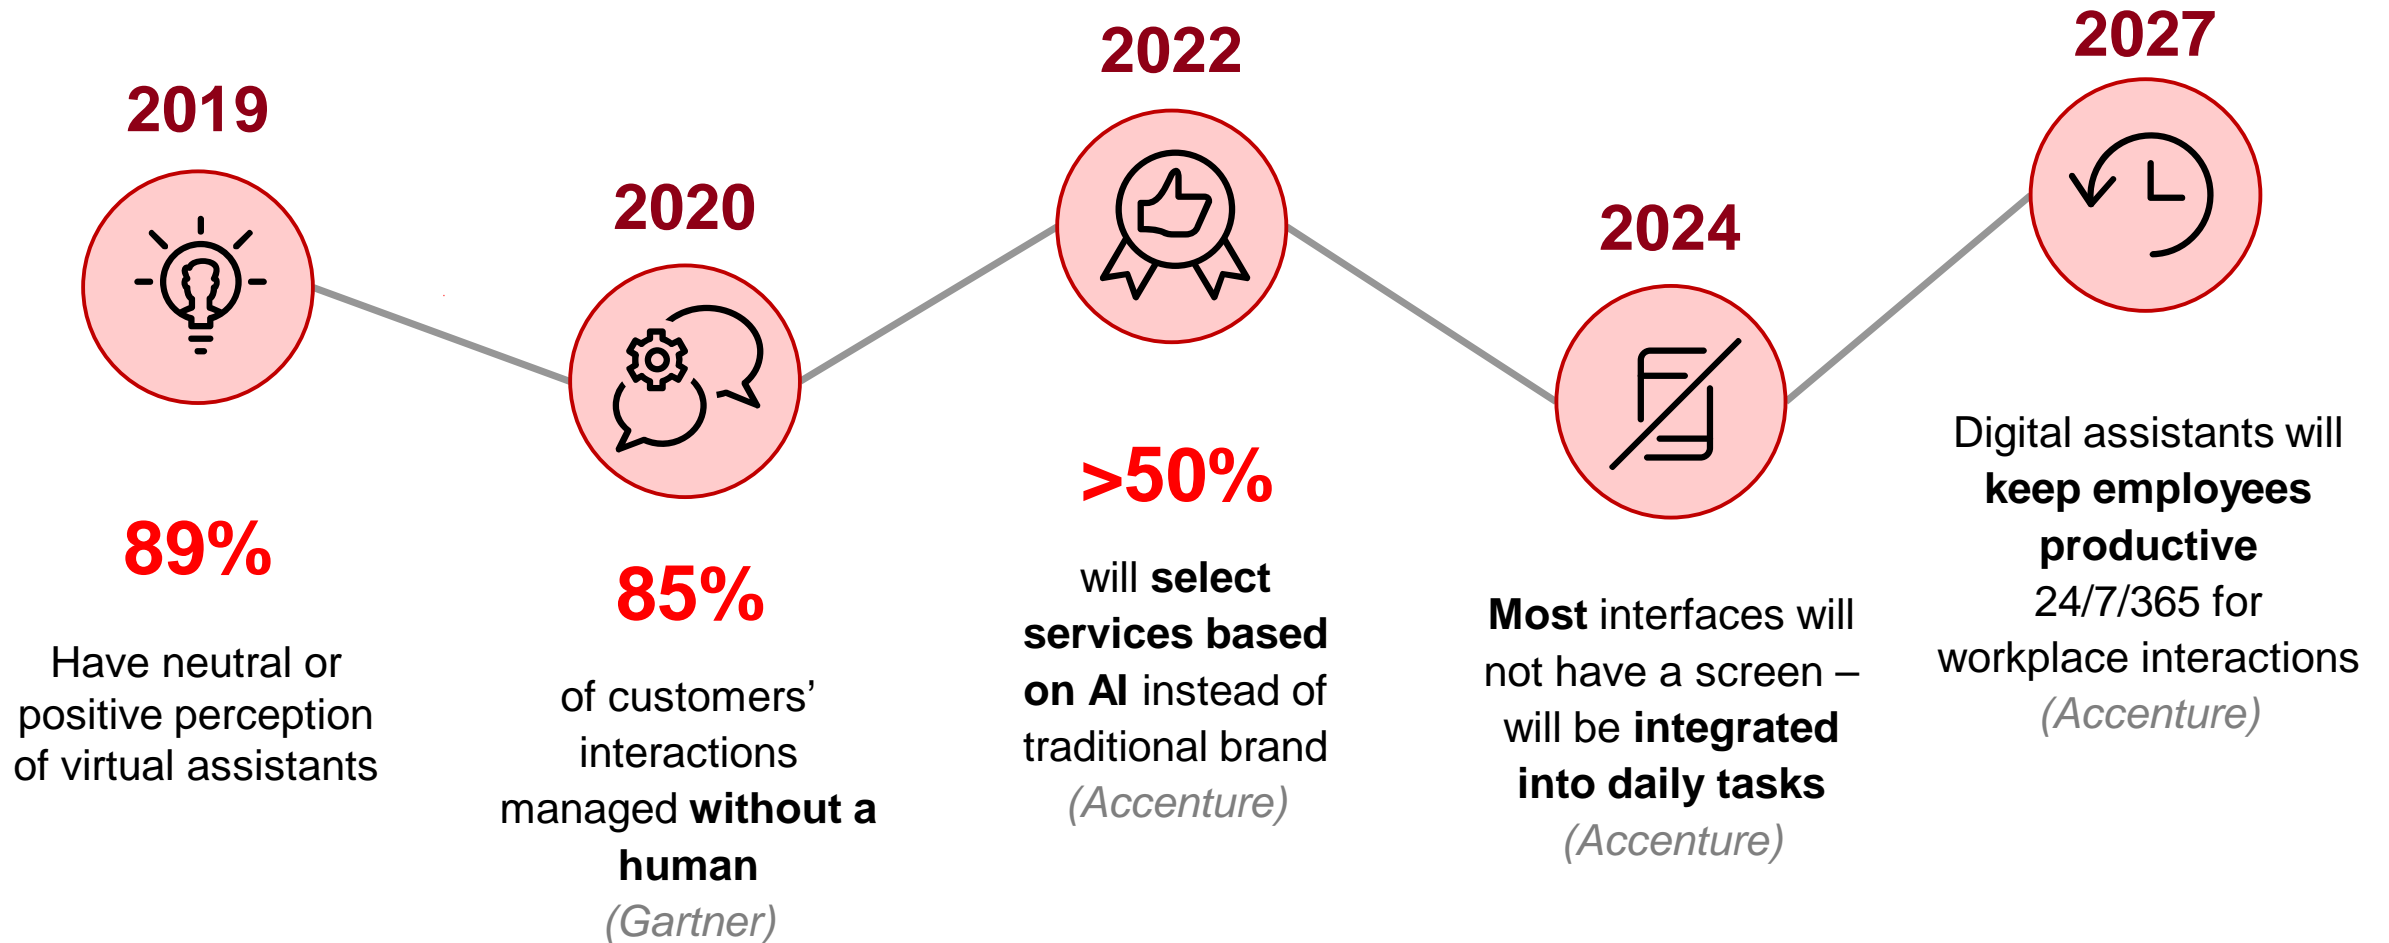 2019
89%
Have neutral or
positive perception
of virtual assistants
2020
85%
of customers’
interactions
managed without a
human
(Gartner)
2022
>50%
will select
services based
on AI instead of
traditional brand
(Accenture)
2024
Most interfaces will
not have a screen –
will be integrated
into daily tasks
(Accenture)
2027
Digital assistants will
keep employees
productive
24/7/365 for
workplace interactions
(Accenture)